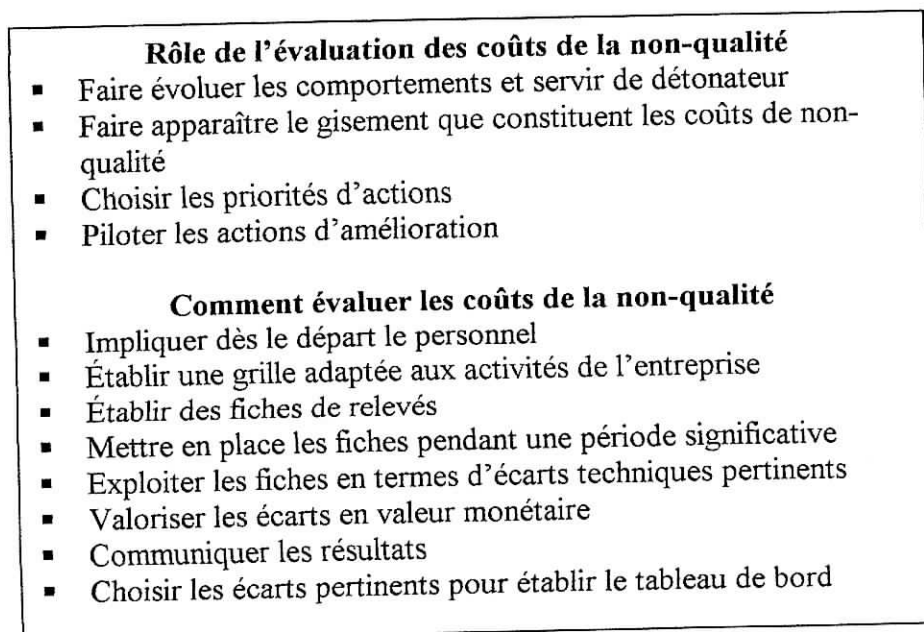 Rôle de l'évaluation des coûts de la non-qualité
▪ Faire évoluer les comportements et servir de détonateur
▪ Faire apparaître le gisement que constituent les coûts de non-
qualité
▪ Choisir les priorités d'actions
▪ Piloter les actions d'amélioration
Comment évaluer les coûts de la non-qualité
▪ Impliquer dès le départ le personnel
▪ Établir une grille adaptée aux activités de l'entreprise
▪ Établir des fiches de relevés
▪ Mettre en place les fiches pendant une période significative
▪ Exploiter les fiches en termes d'écarts techniques pertinents
▪ Valoriser les écarts en valeur monétaire
▪ Communiquer les résultats
▪ Choisir les écarts pertinents pour établir le tableau de bord